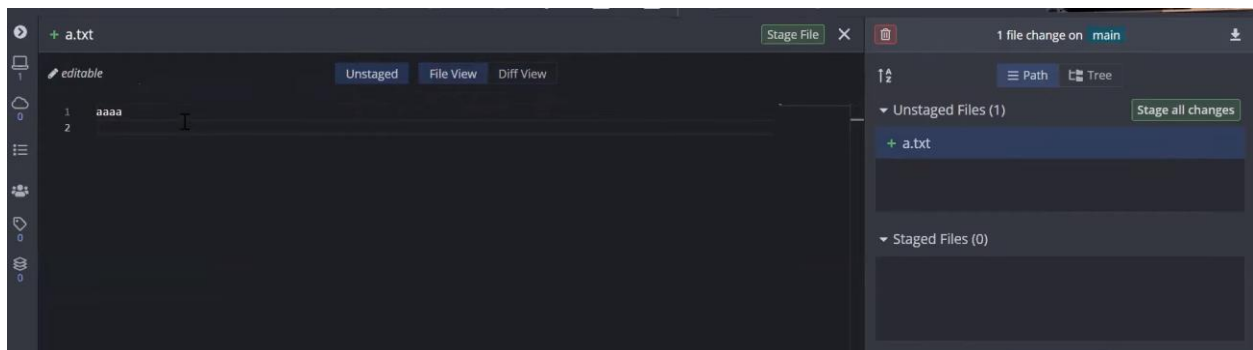 + a.txt
Stage File
editable
Unstaged File View Diff View
1 aaaa
2
1
0
0
0
1 file change on main
Path Tree
Unstaged Files (1)
Stage all changes
+ a.txt
Staged Files (0)